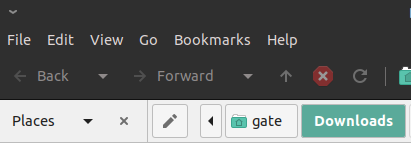 File Edit View Go Bookmarks Help
Back Forward
Places gate Downloads